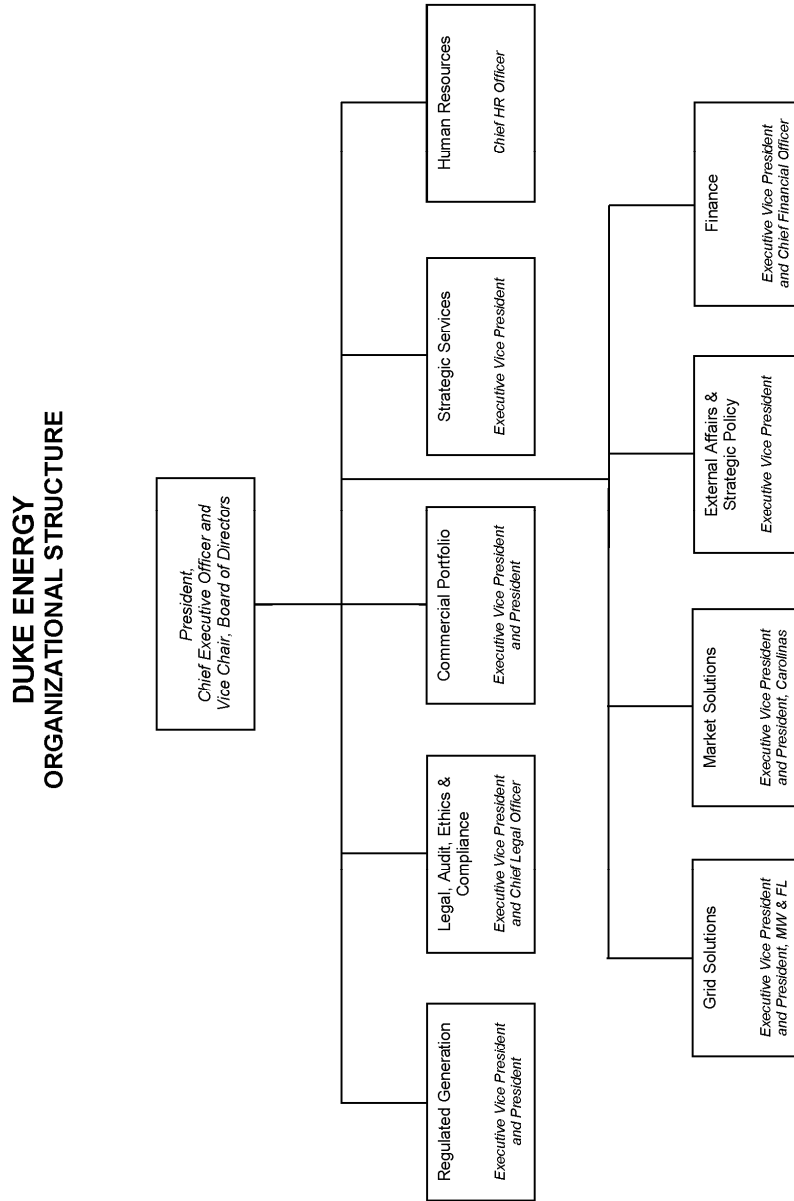 DUKE ENERGY
ORGANIZATIONAL STRUCTURE
President,
Chief Executive Officer and
Vice Chair, Board of Directors
Regulated Generation
Executive Vice President
and President
Legal, Audit, Ethics &
Compliance
Executive Vice President
and Chief Legal Officer
Commercial Portfolio
Executive Vice President
and President
Strategic Services
Executive Vice President
Human Resources
Chief HR Officer
Grid Solutions
Executive Vice President
and President, MW & FL
Market Solutions
Executive Vice President
and President, Carolinas
External Affairs &
Strategic Policy
Executive Vice President
Finance
Executive Vice President
and Chief Financial Officer